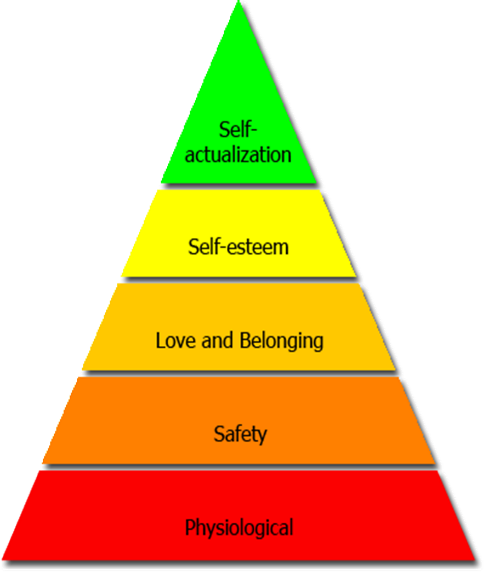 Self-
actualization
Self-esteem
Love and Belonging
Safety
Physiological